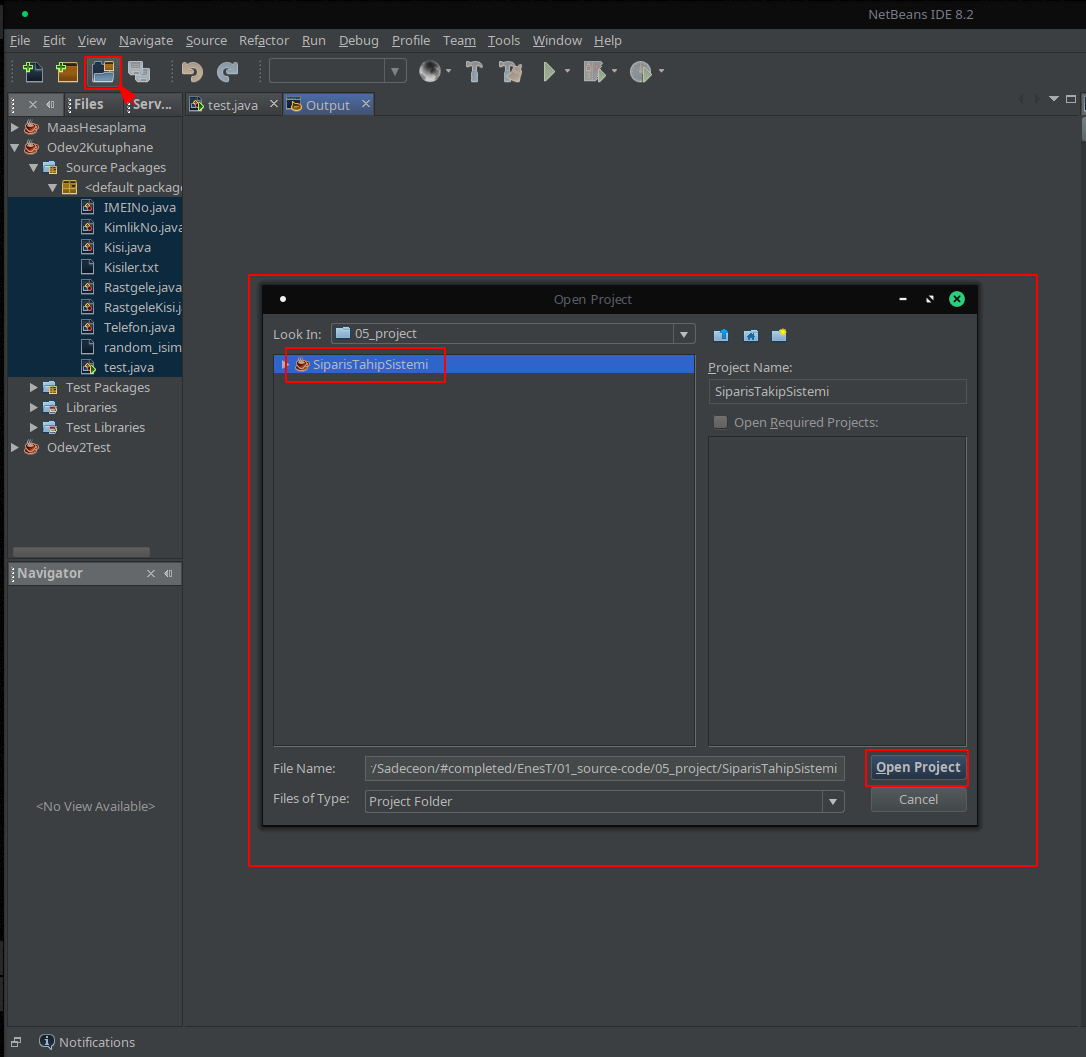 NetBeans IDE 8.2
File Edit View Navigate Source Refactor Run Debug Profile Team Tools Window Help
Files Serv... test.java Output
MaasHesaplama
Odev2Kutuphane
Source Packages
<default package
IMEINo.java
KimlikNo.java
Kisi.java
Kisiler.txt
Rastgele.java
RastgeleKisi.j
Telefon.java
random_isim
test.java
Test Packages
Libraries
Test Libraries
Odev2Test
Navigator
<No View Available>
Open Project
Look In: 05_project
SiparisTahipSistemi
Project Name:
SiparisTakipSistemi
Open Required Projects:
File Name: /Sadeceon/#completed/EnesT/01_source-code/05_project/SiparisTahipSistemi
Open Project
Files of Type: Project Folder
Cancel
Notifications